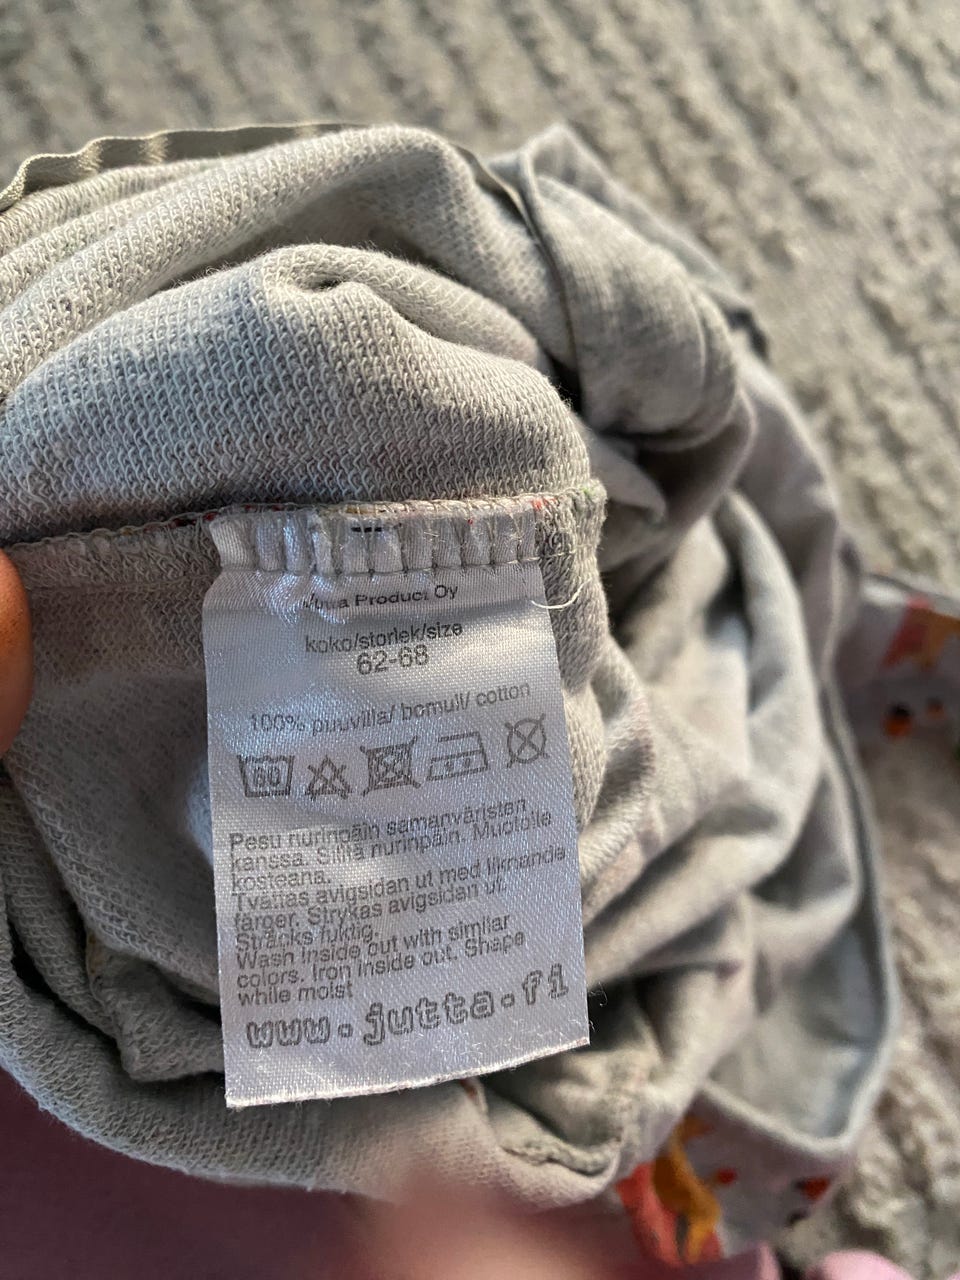 Jutta Product Oy
koko/storlek/size
62-68
100% puuvilla/ bomull/ cotton
60
Pesu nurinpäin samanväristen
kanssa. Silitä nurinpäin. Muotoile
kosteana.
Tvättas avigsidan ut med liknande
färger. Strykas avigsidan ut.
Sträcks fuktig.
Wash inside out with similar
colors. Iron inside out. Shape
while moist
www.jutta.fi